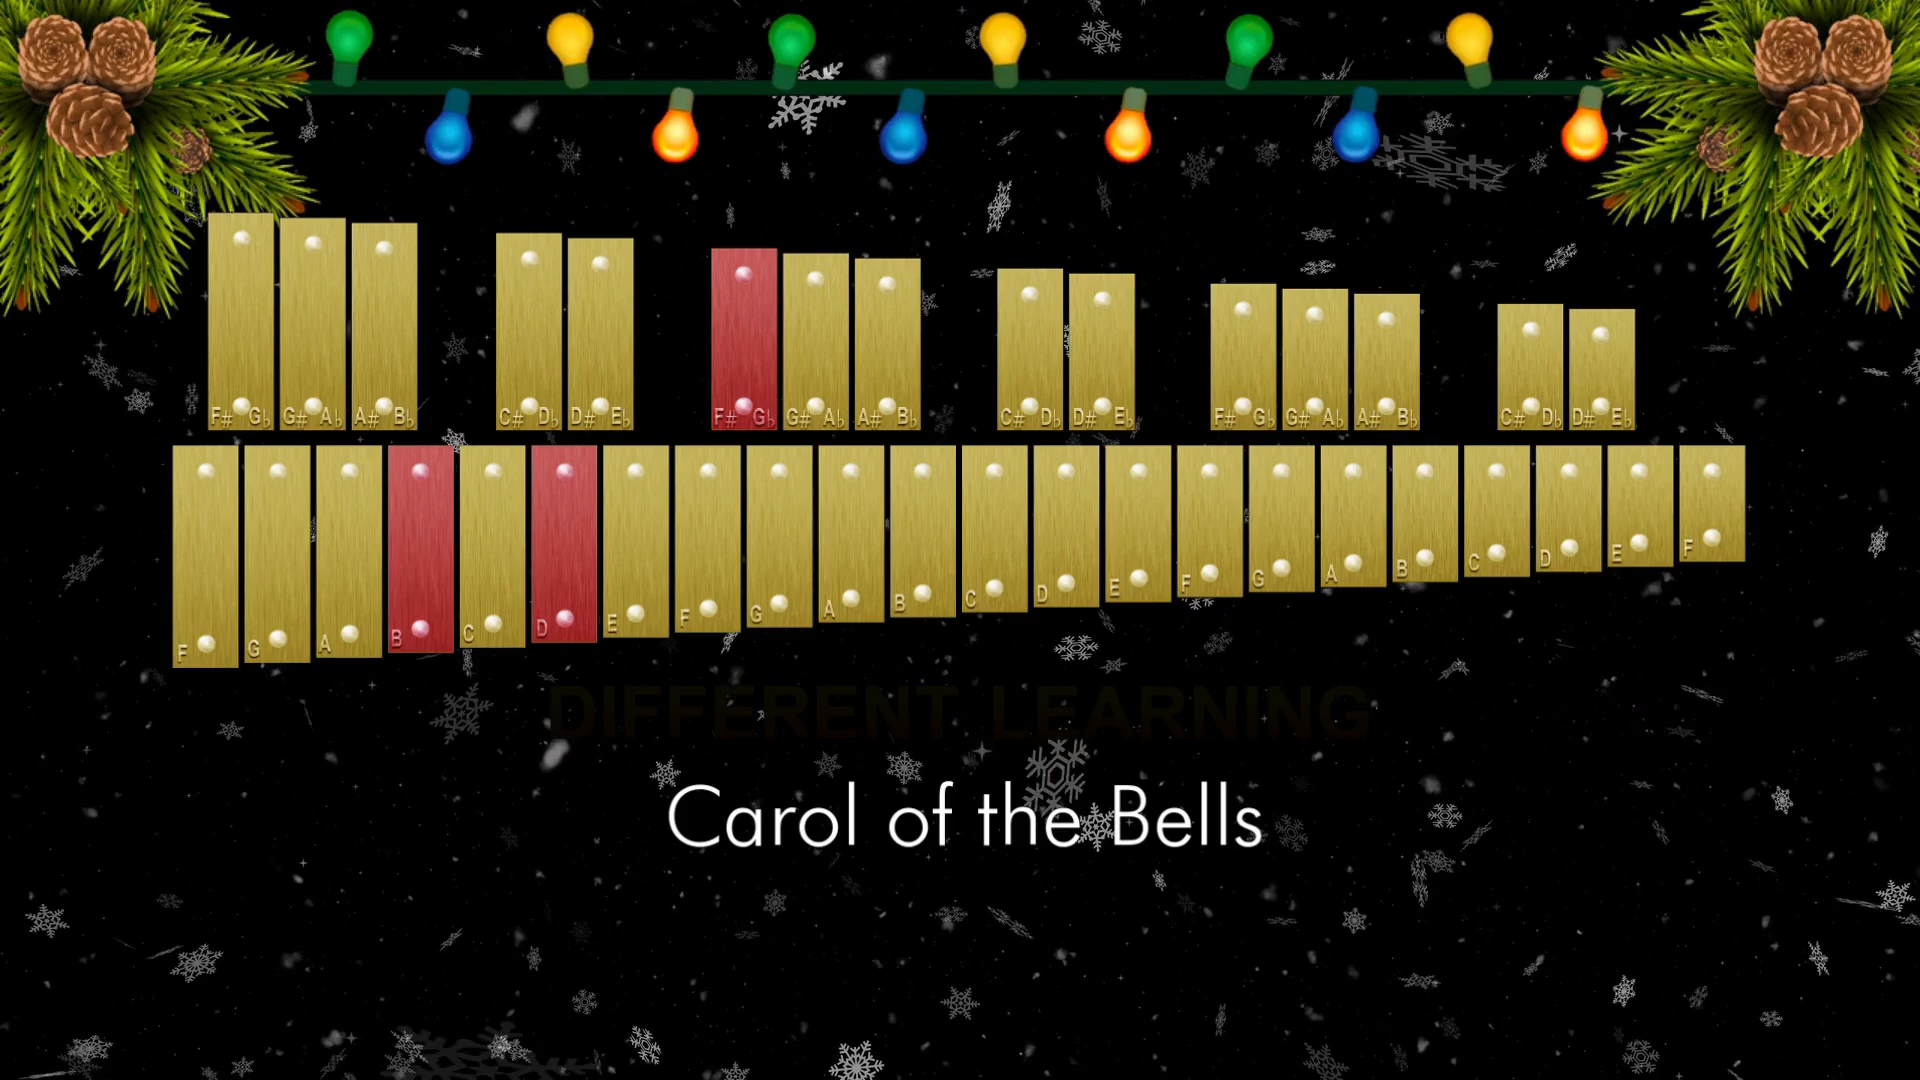 F# G♭ G# A♭ A# B♭ C# D♭ D# E♭ F# G♭ G# A♭ A# B♭ C# D♭ D# E♭ F# G♭ G# A♭ A# B♭ C# D♭ D# E♭
F G A B C D E F G A B C D E F G A B C D E F
DIFFERENT LEARNING
Carol of the Bells